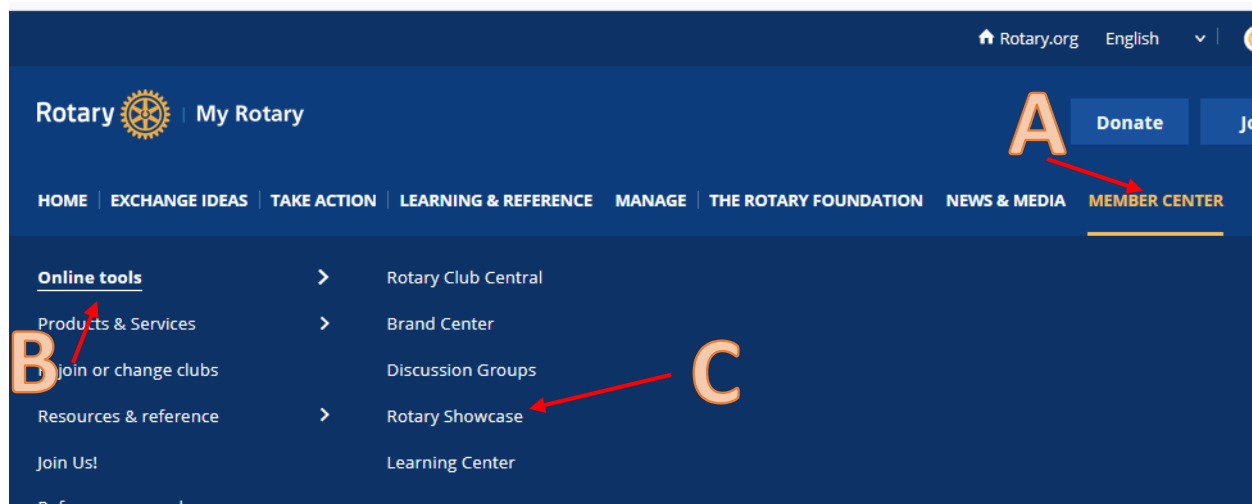 Rotary.org English
Rotary My Rotary
A
Donate
HOME EXCHANGE IDEAS TAKE ACTION LEARNING & REFERENCE MANAGE THE ROTARY FOUNDATION NEWS & MEDIA MEMBER CENTER
Online tools
Products & Services
B
join or change clubs
Resources & reference
Join Us!
Rotary Club Central
Brand Center
Discussion Groups
C
Rotary Showcase
Learning Center